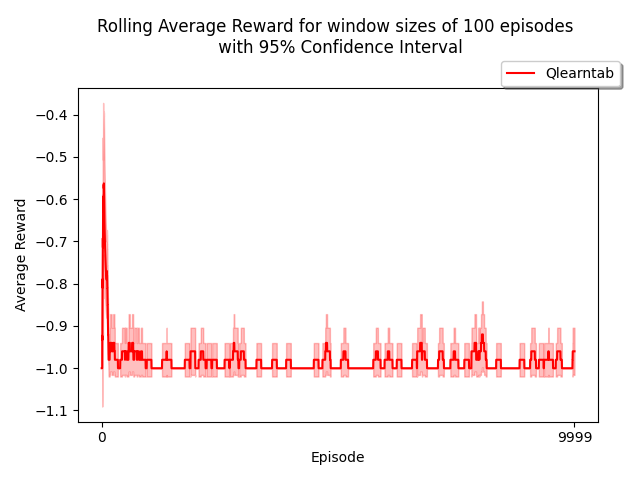 Rolling Average Reward for window sizes of 100 episodes
with 95% Confidence Interval
Qlearntab
−0.4
−0.5
−0.6
−0.7
−0.8
−0.9
−1.0
−1.1
Average Reward
0
9999
Episode